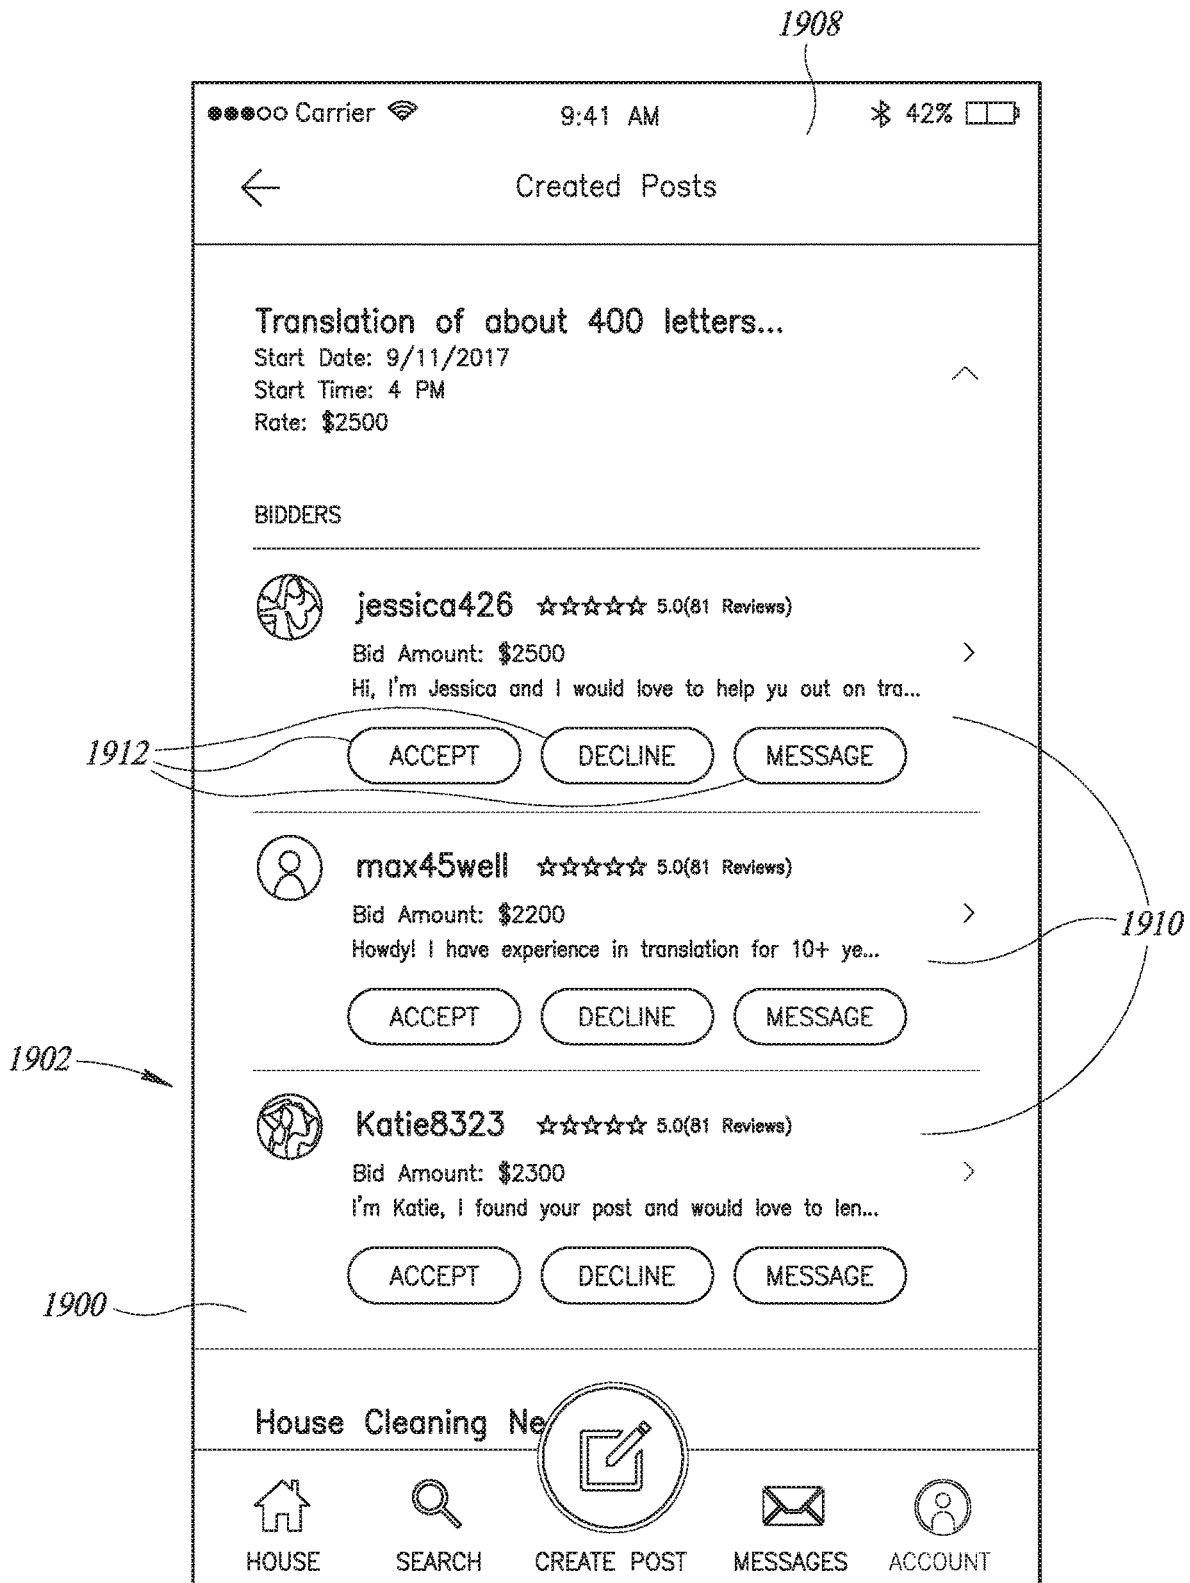 1908
Carrier 9:41 AM 42%
Created Posts
Translation of about 400 letters...
Start Date: 9/11/2017
Start Time: 4 PM
Rate: $2500
BIDDERS
jessica426 5.0(81 Reviews)
Bid Amount: $2500
Hi, I'm Jessica and I would love to help yu out on tra...
1912
ACCEPT DECLINE MESSAGE
max45well 5.0(81 Reviews)
Bid Amount: $2200
1910
Howdy! I have experience in translation for 10+ ye...
ACCEPT DECLINE MESSAGE
1902
Katie8323 5.0(81 Reviews)
Bid Amount: $2300
I'm Katie, I found your post and would love to len...
ACCEPT DECLINE MESSAGE
1900
House Cleaning Ne
HOUSE SEARCH CREATE POST MESSAGES ACCOUNT